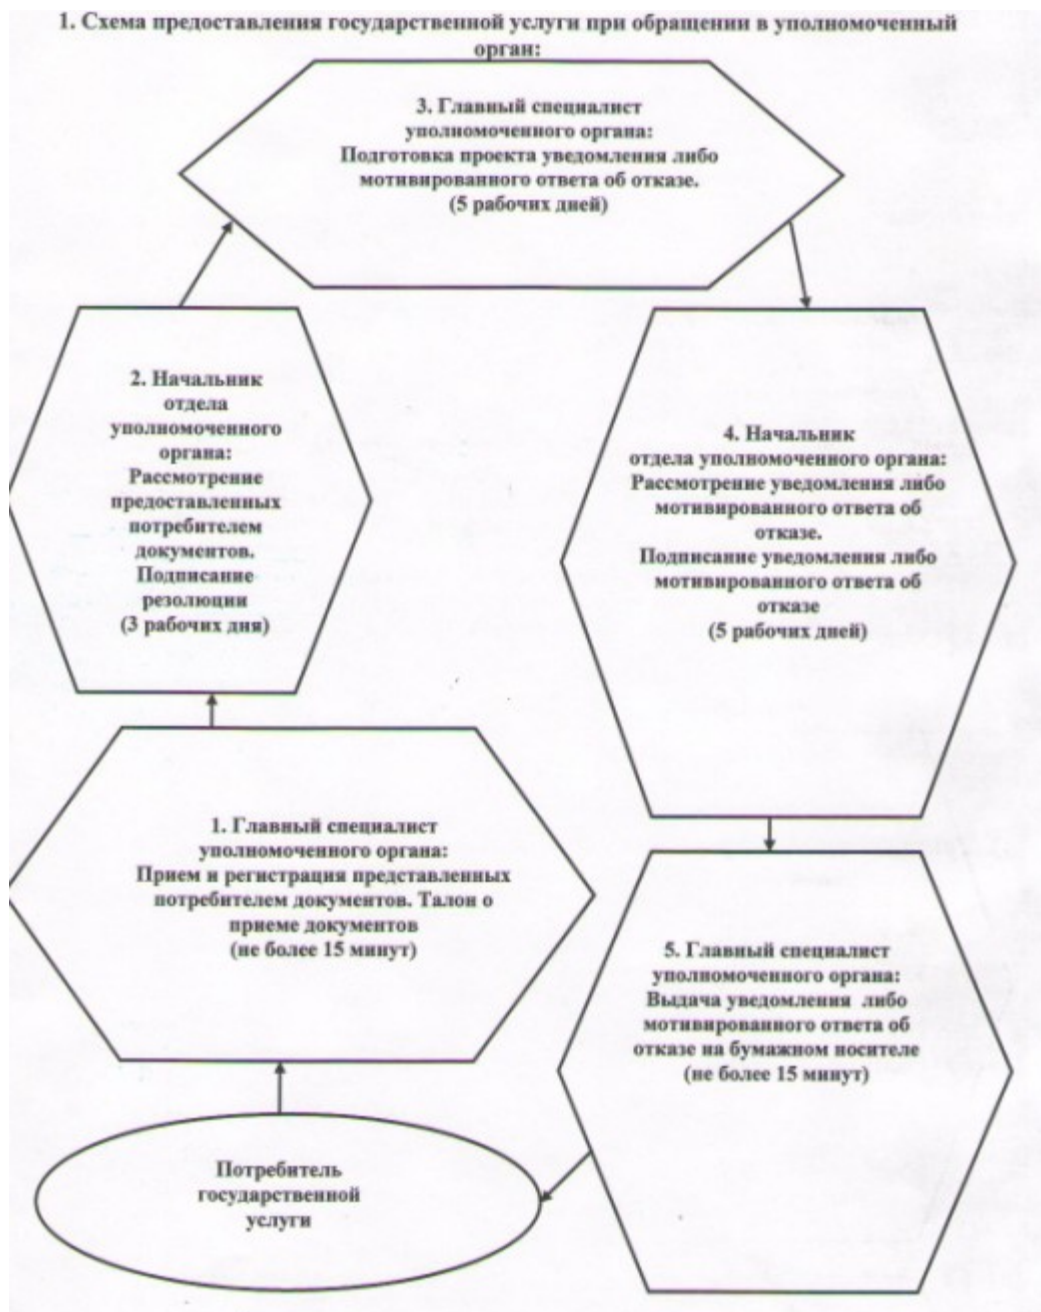 1. Схема предоставления государственной услуги при обращении в уполномоченный
орган:
3. Главный специалист
уполномоченного органа:
Подготовка проекта уведомления либо
мотивированного ответа об отказе.
(5 рабочих дней)
2. Начальник
отдела
уполномоченного
органа:
Рассмотрение
предоставленных
потребителем
документов.
Подписание
резолюции
(3 рабочих дня)
4. Начальник
отдела уполномоченного органа:
Рассмотрение уведомления либо
мотивированного ответа об
отказе.
Подписание уведомления либо
мотивированного ответа об
отказе
(5 рабочих дней)
1. Главный специалист
уполномоченного органа:
Прием и регистрация представленных
потребителем документов. Талон о
приеме документов
(не более 15 минут)
5. Главный специалист
уполномоченного органа:
Выдача уведомления либо
мотивированного ответа об
отказе на бумажном носителе
(не более 15 минут)
Потребитель
государственной
услуги